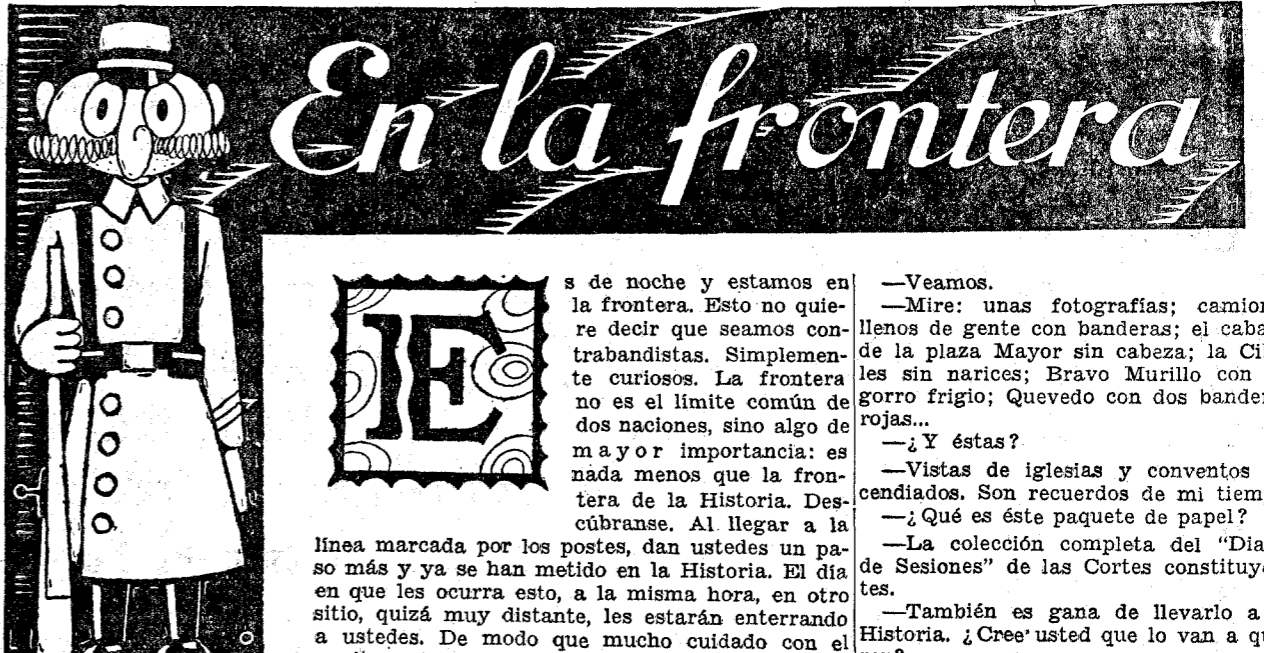 En la frontera
Es de noche y estamos en
la frontera. Esto no quie-
re decir que seamos con-
trabandistas. Simplemen-
te curiosos. La frontera
no es el límite común de
dos naciones, sino algo de
mayor importancia: es
nada menos que la fron-
tera de la Historia. Des-
cúbranse. Al llegar a la
línea marcada por los postes, dan ustedes un pa-
so más y ya se han metido en la Historia. El día
en que les ocurra esto, a la misma hora, en otro
sitio, quizá muy distante, les estarán enterrando
a ustedes. De modo que mucho cuidado con el
—Veamos.
—Mire: unas fotografías; camion
llenos de gente con banderas; el caba
de la plaza Mayor sin cabeza; la Ci
les sin narices; Bravo Murillo con
gorro frigio; Quevedo con dos bander
rojas...
—¿Y éstas?
—Vistas de iglesias y conventos
cendiados. Son recuerdos de mi tiem
—¿Qué es éste paquete de papel?
—La colección completa del "Dia
de Sesiones" de las Cortes constituy
tes.
—También es gana de llevarlo a
Historia. ¿Cree usted que lo van a qu